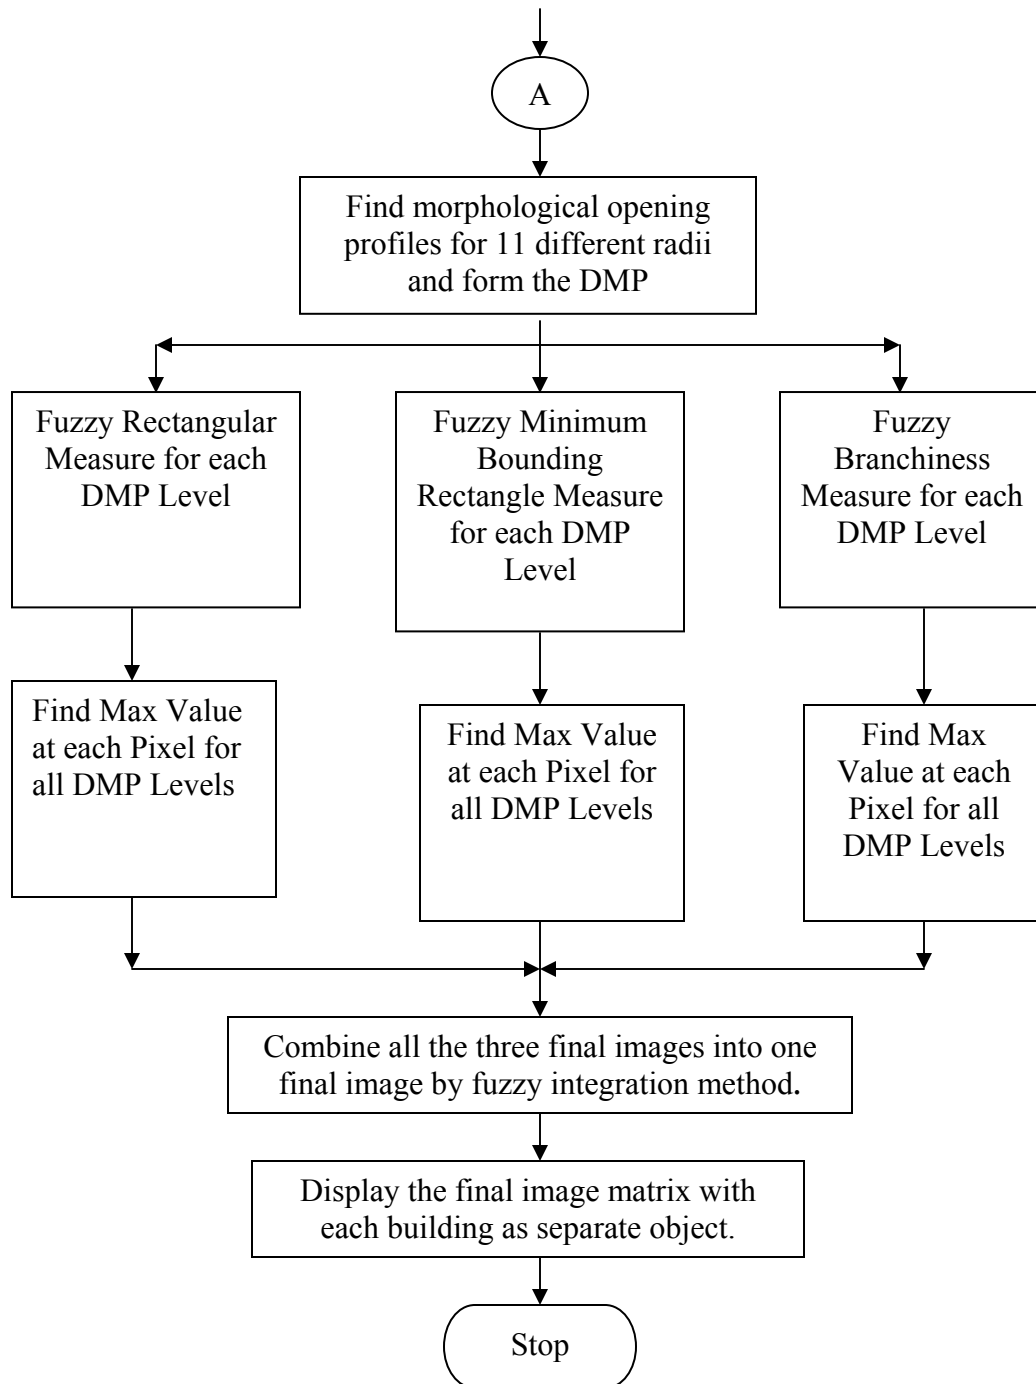 A
Find morphological opening
profiles for 11 different radii
and form the DMP
Fuzzy Rectangular
Measure for each
DMP Level
Fuzzy Minimum
Bounding
Rectangle Measure
for each DMP
Level
Fuzzy
Branchiness
Measure for each
DMP Level
Find Max Value
at each Pixel for
all DMP Levels
Find Max Value
at each Pixel for
all DMP Levels
Find Max
Value at each
Pixel for all
DMP Levels
Combine all the three final images into one
final image by fuzzy integration method.
Display the final image matrix with
each building as separate object.
Stop